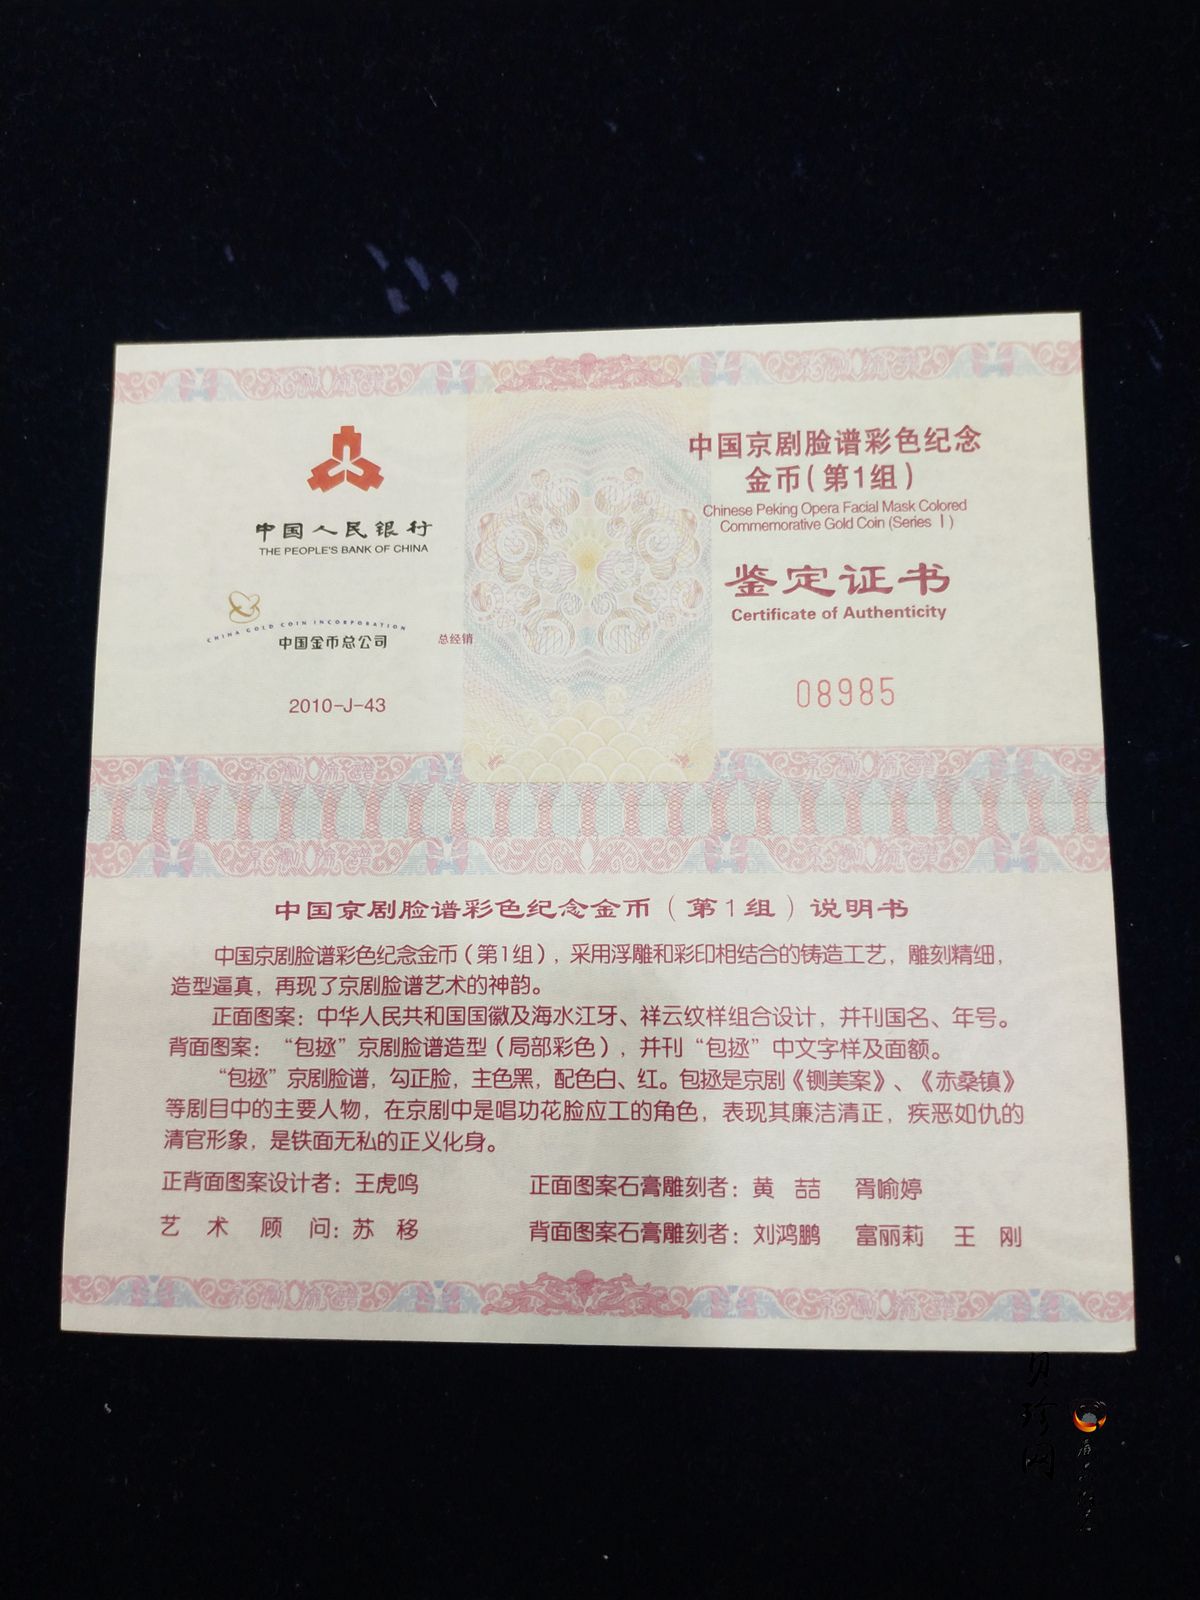 中国人民银行
THE PEOPLE'S BANK OF CHINA
CHINA GOLD COIN INCORPORATION
中国金币总公司
总经销
2010-J-43
中国京剧脸谱彩色纪念
金币(第1组)
Chinese Peking Opera Facial Mask Colored
Commemorative Gold Coin (Series Ⅰ)
鉴定证书
Certificate of Authenticity
08985
中国京剧脸谱彩色纪念金币(第1组)说明书
中国京剧脸谱彩色纪念金币(第1组),采用浮雕和彩印相结合的铸造工艺,雕刻精细,
造型逼真,再现了京剧脸谱艺术的神韵。
正面图案:中华人民共和国国徽及海水江牙、祥云纹样组合设计,并刊国名、年号。
背面图案:“包拯”京剧脸谱造型(局部彩色),并刊“包拯”中文字样及面额。
“包拯”京剧脸谱,勾正脸,主色黑,配色白、红。包拯是京剧《铡美案》、《赤桑镇》
等剧目中的主要人物,在京剧中是唱功花脸应工的角色,表现其廉洁清正,疾恶如仇的
清官形象,是铁面无私的正义化身。
正背面图案设计者:王虎鸣 正面图案石膏雕刻者:黄 喆 胥喻婷
艺 术 顾 问:苏 移 背面图案石膏雕刻者:刘鸿鹏 富丽莉 王 刚
贝珍网